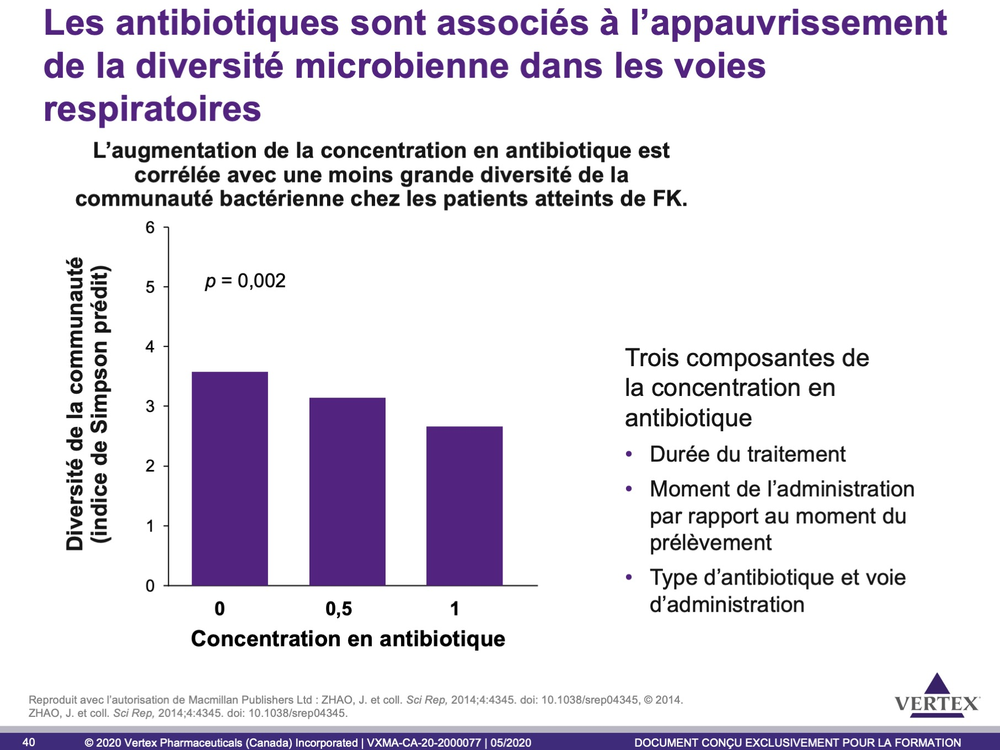 Les antibiotiques sont associés à l’appauvrissement
de la diversité microbienne dans les voies
respiratoires
L’augmentation de la concentration en antibiotique est
corrélée avec une moins grande diversité de la
communauté bactérienne chez les patients atteints de FK.
Diversité de la communauté
(indice de Simpson prédit)
6
5
4
3
2
1
0
p = 0,002
0 0,5 1
Concentration en antibiotique
Trois composantes de
la concentration en
antibiotique
• Durée du traitement
• Moment de l’administration
par rapport au moment du
prélèvement
• Type d’antibiotique et voie
d’administration
Reproduit avec l’autorisation de Macmillan Publishers Ltd : ZHAO, J. et coll. Sci Rep, 2014;4:4345. doi: 10.1038/srep04345, © 2014.
ZHAO, J. et coll. Sci Rep, 2014;4:4345. doi: 10.1038/srep04345.
VERTEX
40 © 2020 Vertex Pharmaceuticals (Canada) Incorporated | VXMA-CA-20-2000077 | 05/2020 DOCUMENT CONÇU EXCLUSIVEMENT POUR LA FORMATION